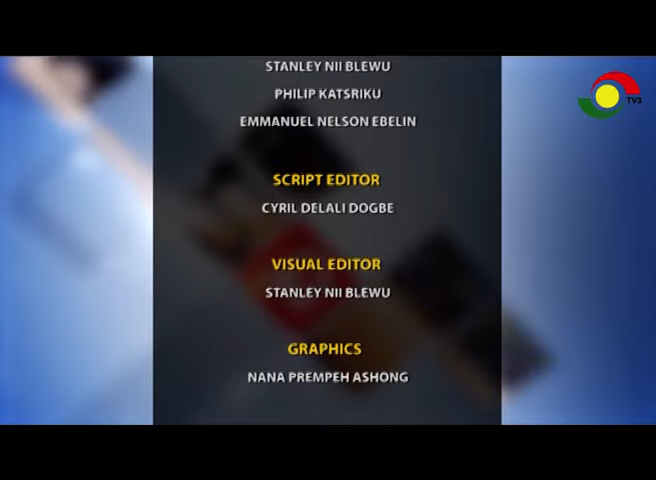 STANLEY NII BLEWU
PHILIP KATSRIKU
EMMANUEL NELSON EBELIN
TV3
SCRIPT EDITOR
CYRIL DELALI DOGBE
VISUAL EDITOR
STANLEY NII BLEWU
GRAPHICS
NANA PREMPEH ASHONG